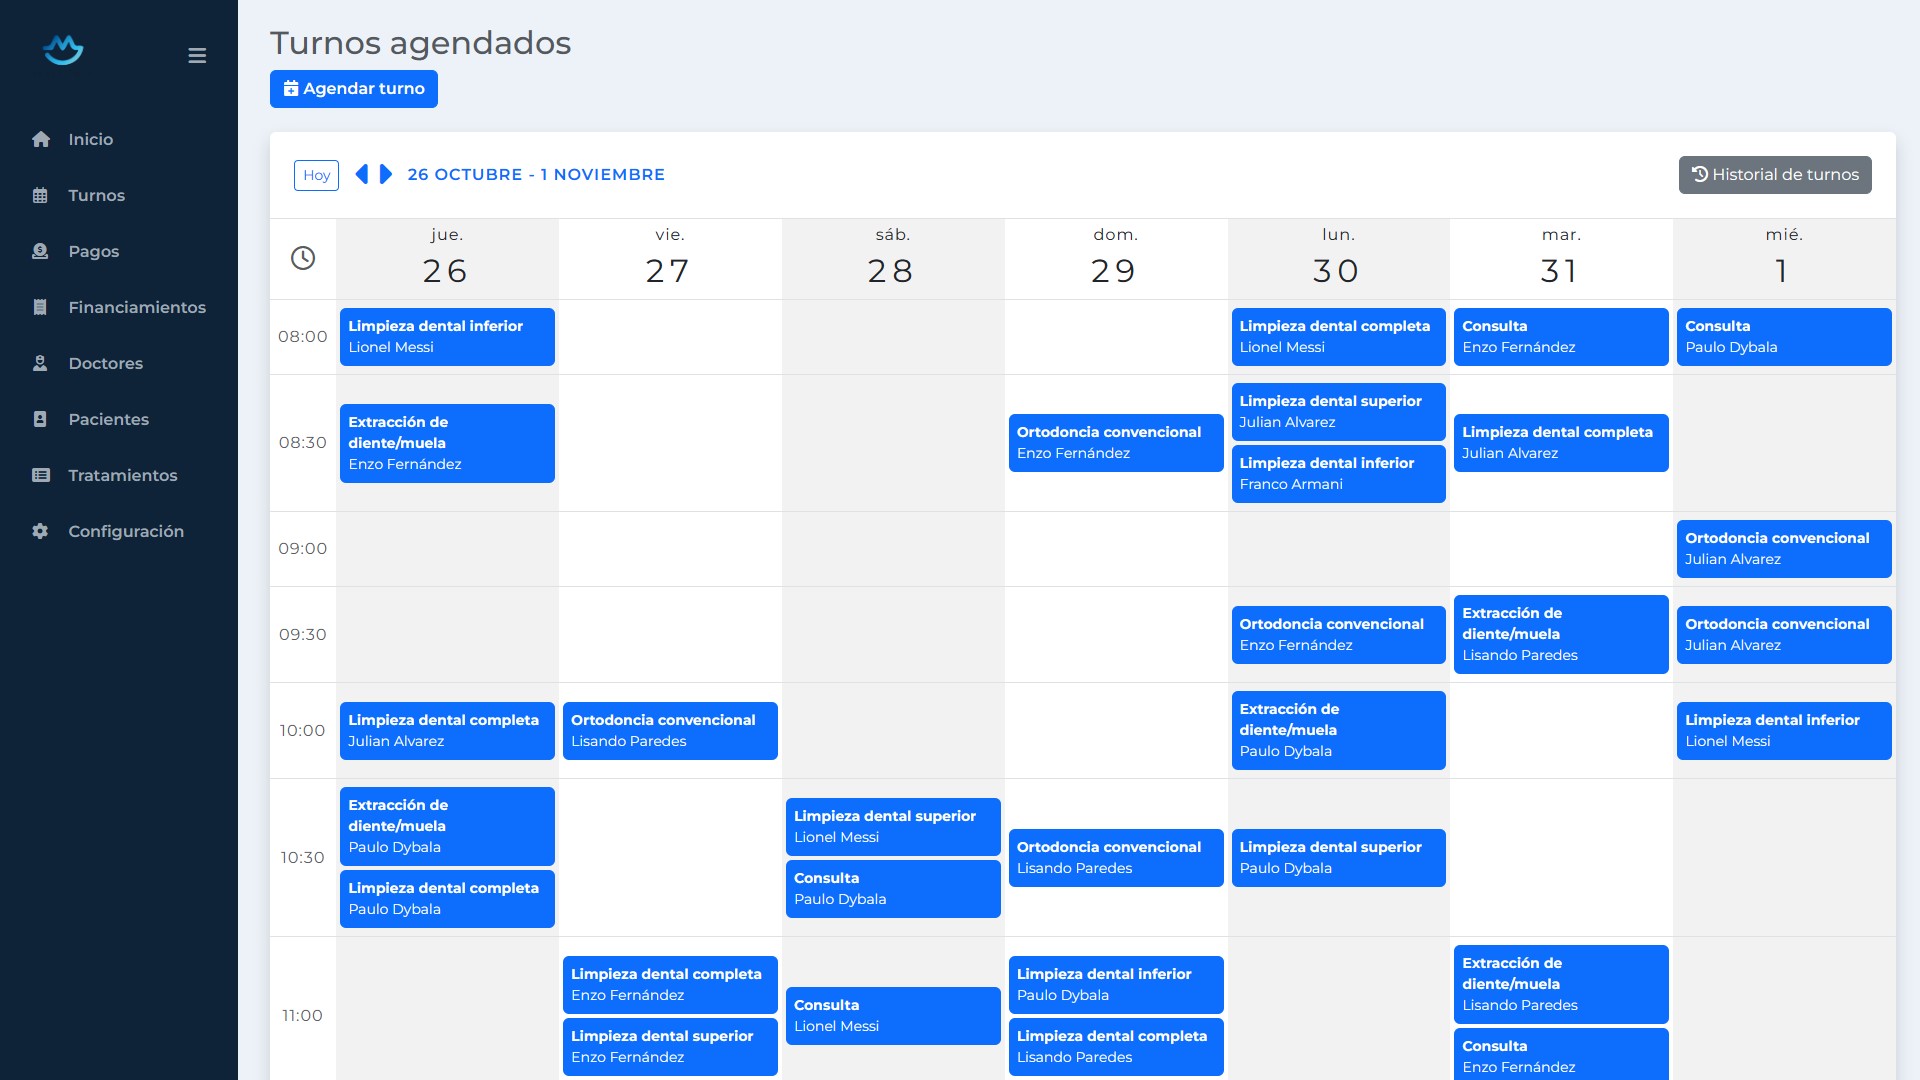 Turnos agendados
Agendar turno
Inicio
Turnos
Pagos
Financiamientos
Doctores
Pacientes
Tratamientos
Configuración
Hoy
26 OCTUBRE - 1 NOVIEMBRE
Historial de turnos
jue. vie. sáb. dom. lun. mar. mié.
26 27 28 29 30 31 1
08:00
Limpieza dental inferior
Lionel Messi
Limpieza dental completa
Lionel Messi
Consulta
Enzo Fernández
Consulta
Paulo Dybala
08:30
Extracción de
diente/muela
Enzo Fernández
Ortodoncia convencional
Enzo Fernández
Limpieza dental superior
Julian Alvarez
Limpieza dental inferior
Franco Armani
Limpieza dental completa
Julian Alvarez
09:00
Ortodoncia convencional
Julian Alvarez
09:30
Ortodoncia convencional
Enzo Fernández
Extracción de
diente/muela
Lisando Paredes
Ortodoncia convencional
Julian Alvarez
10:00
Limpieza dental completa
Julian Alvarez
Ortodoncia convencional
Lisando Paredes
Extracción de
diente/muela
Paulo Dybala
Limpieza dental inferior
Lionel Messi
10:30
Extracción de
diente/muela
Paulo Dybala
Limpieza dental completa
Paulo Dybala
Limpieza dental superior
Lionel Messi
Consulta
Paulo Dybala
Ortodoncia convencional
Lisando Paredes
Limpieza dental superior
Paulo Dybala
11:00
Limpieza dental completa
Enzo Fernández
Limpieza dental superior
Enzo Fernández
Consulta
Lionel Messi
Limpieza dental inferior
Paulo Dybala
Limpieza dental completa
Lisando Paredes
Extracción de
diente/muela
Lisando Paredes
Consulta
Enzo Fernández